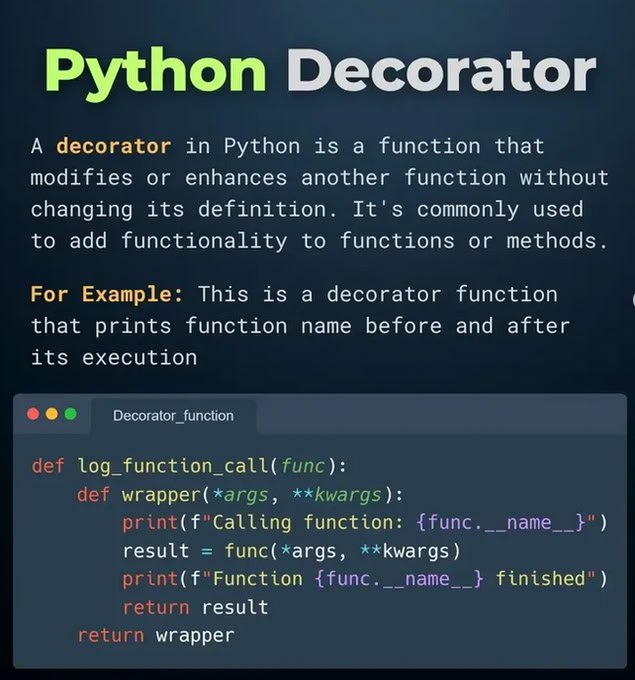 Python Decorator
A decorator in Python is a function that
modifies or enhances another function without
changing its definition. It's commonly used
to add functionality to functions or methods.
For Example: This is a decorator function
that prints function name before and after
its execution
Decorator_function
def log_function_call(func):
    def wrapper(*args, **kwargs):
        print(f"Calling function: {func.__name__}")
        result = func(*args, **kwargs)
        print(f"Function {func.__name__} finished")
        return result
    return wrapper